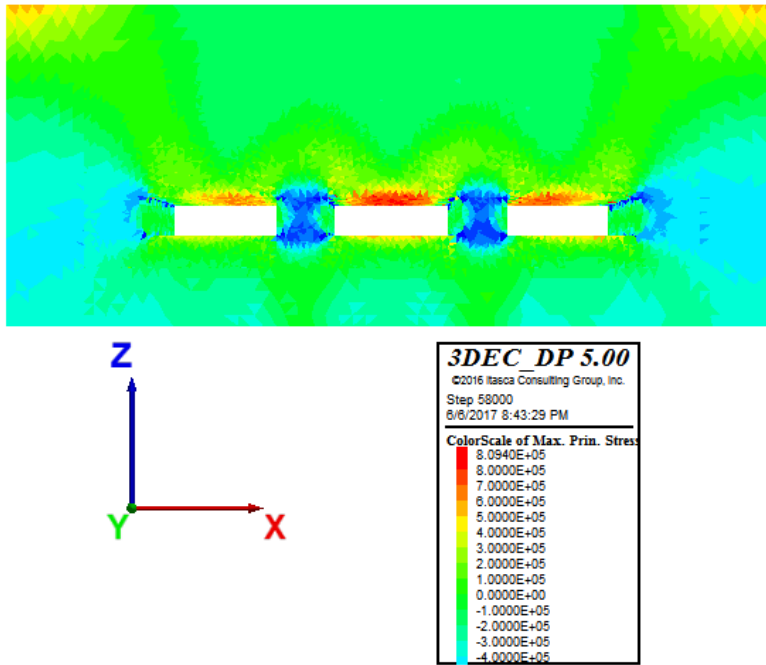 Z
Y
X
3DEC_DP 5.00
©2016 Itasca Consulting Group, Inc.
Step 58000
6/6/2017 8:43:29 PM
ColorScale of Max. Prin. Stress
8.0940E+05
8.0000E+05
7.0000E+05
6.0000E+05
5.0000E+05
4.0000E+05
3.0000E+05
2.0000E+05
1.0000E+05
0.0000E+00
-1.0000E+05
-2.0000E+05
-3.0000E+05
-4.0000E+05